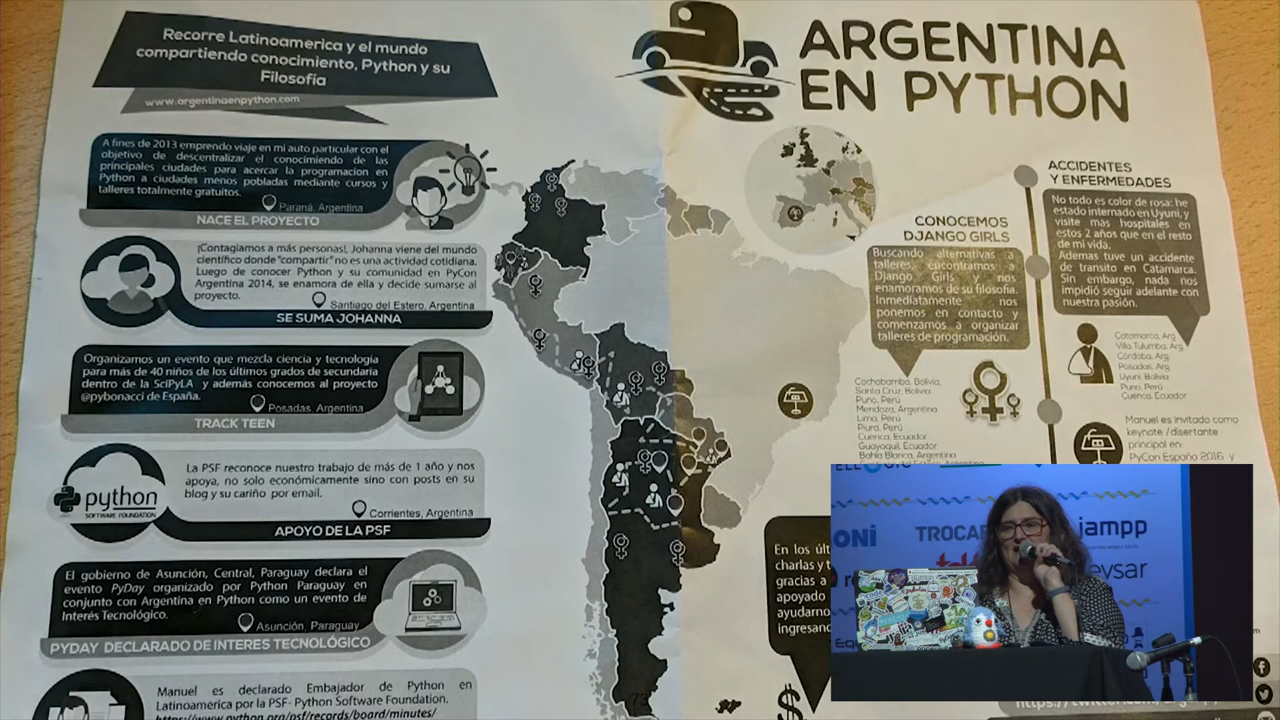 Recorre Latinoamerica y el mundo
compartiendo conocimiento, Python y su
Filosofia
www.argentinaenpython.com
ARGENTINA
EN PYTHON
A fines de 2013 emprendo viaje en mi auto particular con el
objetivo de descentralizar el conocimiendo de las
principales ciudades para acercar la programacion en
Python a ciudades menos pobladas mediante cursos y
talleres totalmente gratuitos.
Paraná, Argentina
NACE EL PROYECTO
¡Contagiamos a más personas!, Johanna viene del mundo
científico donde "compartir" no es una actividad cotidiana.
Luego de conocer Python y su comunidad en PyCon
Argentina 2014, se enamora de ella y decide sumarse al
proyecto.
Santiago del Estero, Argentina
SE SUMA JOHANNA
Organizamos un evento que mezcla ciencia y tecnología
para más de 40 niños de los últimos grados de secundaria
dentro de la SciPyLA y además conocemos al proyecto
@pybonacci de España.
Posadas, Argentina
TRACK TEEN
La PSF reconoce nuestro trabajo de más de 1 año y nos
apoya, no solo económicamente sino con posts en su
blog y su cariño por email.
python
SOFTWARE FOUNDATION
Corrientes, Argentina
APOYO DE LA PSF
El gobierno de Asunción, Central, Paraguay declara el
evento PyDay organizado por Python Paraguay en
conjunto con Argentina en Python como un evento de
Interés Tecnológico.
Asunción, Paraguay
PYDAY DECLARADO DE INTERES TECNOLÓGICO
Manuel es declarado Embajador de Python en
Latinoamerica por la PSF- Python Software Foundation.
https://www.python.org/psf/records/board/minutes/
73
CONOCEMOS
DJANGO GIRLS
Buscando alternativas a
talleres, encontramos a
Django Girls y nos
enamoramos de su filosofia.
Inmediatamente nos
ponemos en contacto y
comenzamos a organizar
talleres de programación.
Cochabamba, Bolivia,
Santa Cruz, Bolivia
Puno, Perú
Mendoza, Argentina
Lima, Perú
Piura, Perú
Cuenca, Ecuador
Guayaquil, Ecuador
Bahía Blanca, Argentina
ACCIDENTES
Y ENFERMEDADES
No todo es color de rosa: he
estado internado en Uyuni, y
visite mas hospitales en
estos 2 años que en el resto
de mi vida.
Ademas tuve un accidente
de transito en Catamarca.
Sin embargo, nada nos
impidió seguir adelante con
nuestra pasión.
Catamarca, Arg.
Villa Tulumba, Arg.
Córdoba, Arg.
Posadas, Arg.
Uyuni, Bolivia
Puno, Perú
Cuenca, Ecuador
Manuel es invitado como
keynote / disertante
principal en:
PyCon España 2016 y
En los últ
charlas y t
gracias a
apoyado
ayudarno
ingresand
$
ONI
TROCA
jampp
eysar
https://twitter.com/